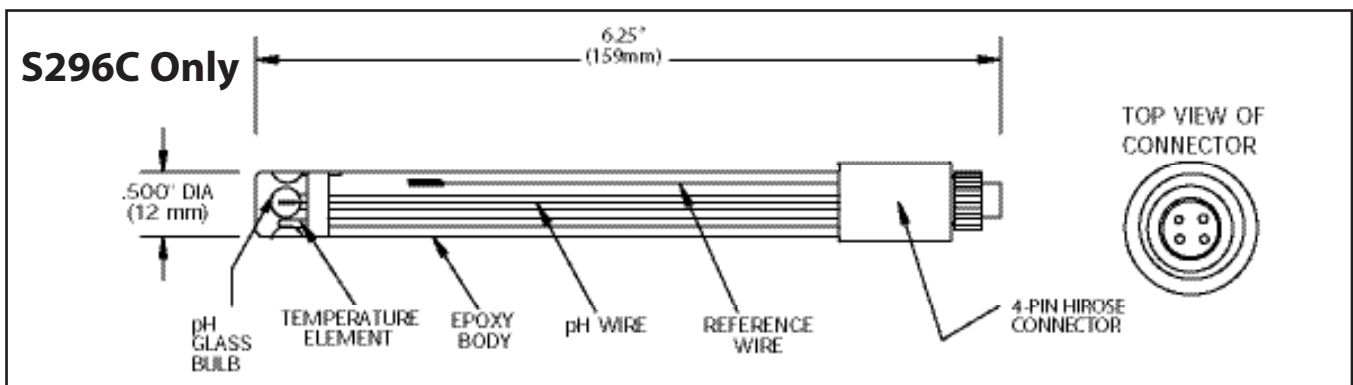 S296C Only
6.25"
(159mm)
.500" DIA
(12 mm)
TOP VIEW OF
CONNECTOR
pH
GLASS
BULB
TEMPERATURE
ELEMENT
EPOXY
BODY
pH WIRE
REFERENCE
WIRE
4-PIN HIROSE
CONNECTOR